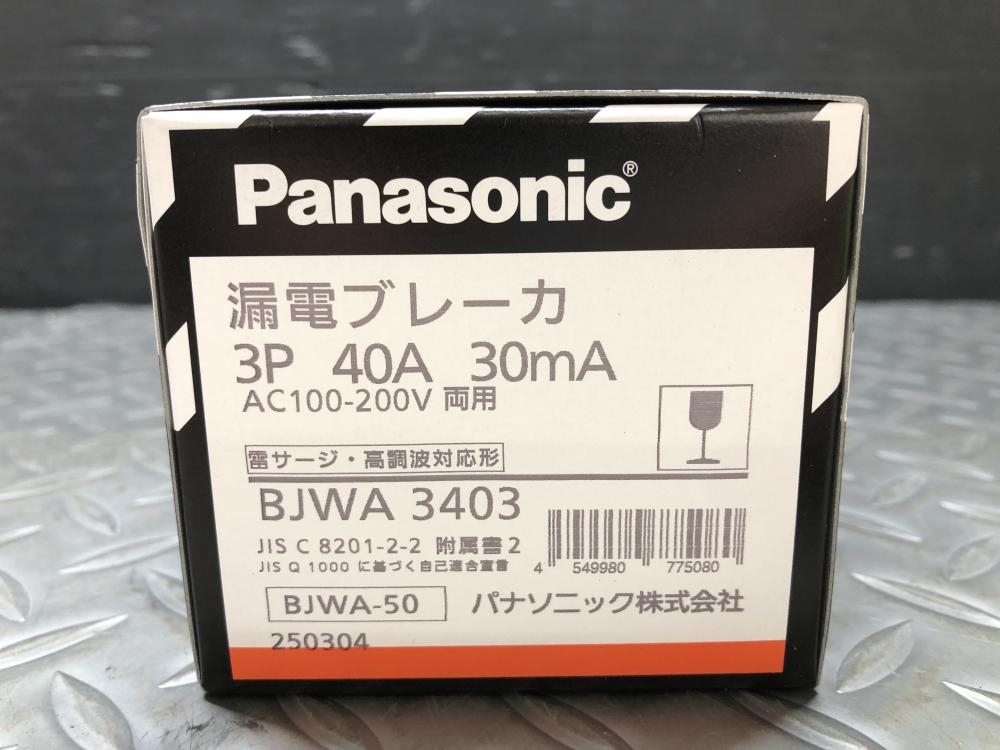 Panasonic®
漏電ブレーカ
3P 40A 30mA
AC100-200V 両用
雷サージ・高調波対応形
BJWA 3403
JIS C 8201-2-2 附属書2
JIS Q 1000 に基づく自己適合宣言
4 549980 775080
BJWA-50 パナソニック株式会社
250304